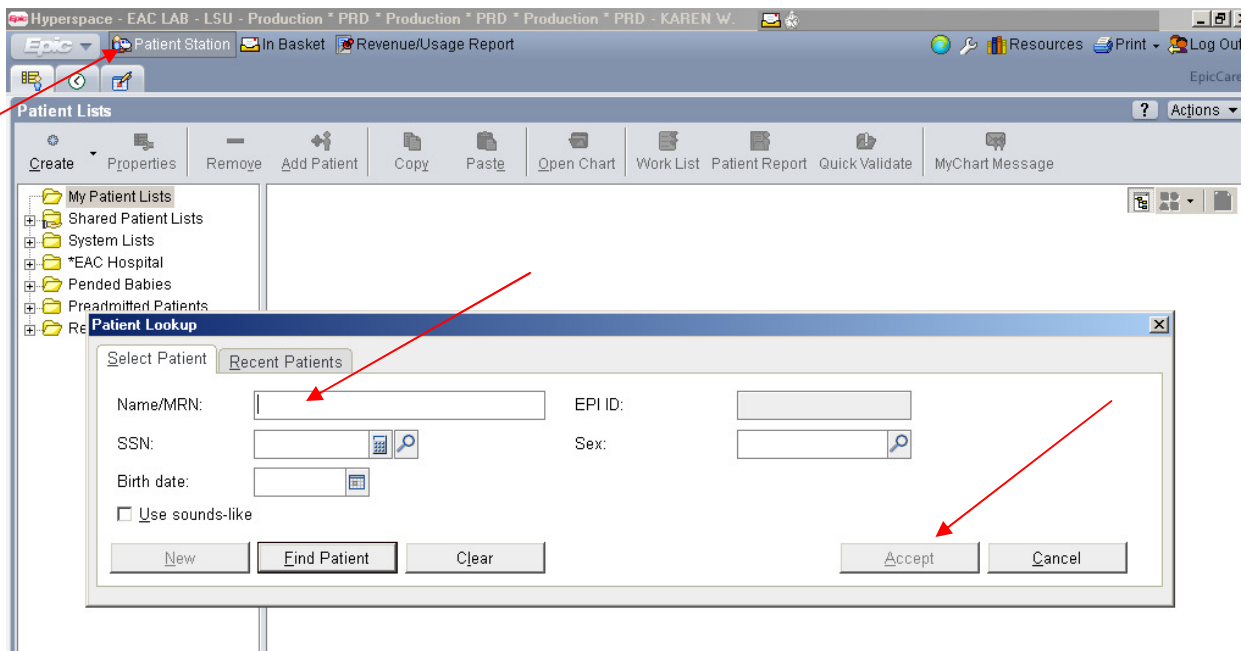 Epic Hyperspace - EAC LAB - LSU - Production * PRD * Production * PRD * Production * PRD - KAREN W.
Epic Patient Station In Basket Revenue/Usage Report Resources Print Log Out
EpicCare
Patient Lists ? Actions
Create Properties Remove Add Patient Copy Paste Open Chart Work List Patient Report Quick Validate MyChart Message
My Patient Lists
Shared Patient Lists
System Lists
*EAC Hospital
Pended Babies
Preadmitted Patients
Re
Patient Lookup
Select Patient Recent Patients
Name/MRN: EPI ID:
SSN: Sex:
Birth date:
Use sounds-like
New Find Patient Clear Accept Cancel